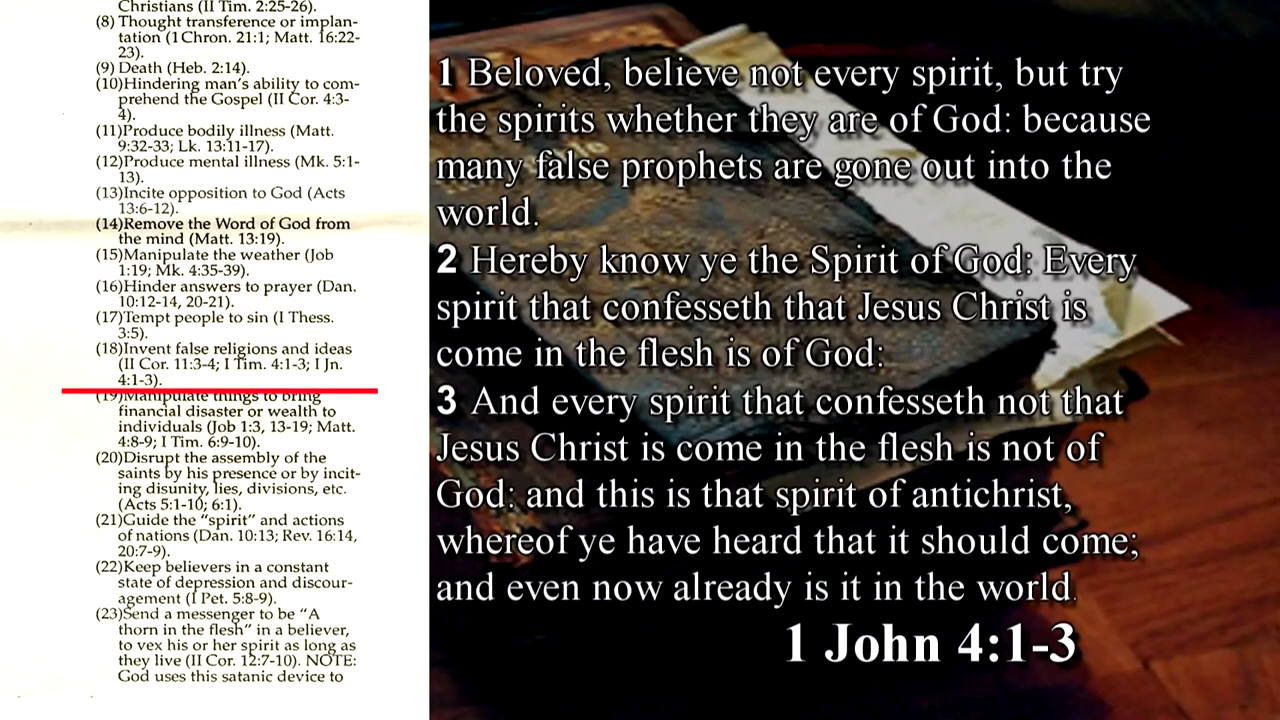 Christians (II Tim. 2:25-26).
(8) Thought transference or implan-
tation (1 Chron. 21:1; Matt. 16:22-
23).
(9) Death (Heb. 2:14).
(10)Hindering man's ability to com-
prehend the Gospel (II Cor. 4:3-
4).
(11)Produce bodily illness (Matt.
9:32-33; Lk. 13:11-17).
(12)Produce mental illness (Mk. 5:1-
13).
(13)Incite opposition to God (Acts
13:6-12).
(14)Remove the Word of God from
the mind (Matt. 13:19).
(15)Manipulate the weather (Job
1:19; Mk. 4:35-39).
(16)Hinder answers to prayer (Dan.
10:12-14, 20-21).
(17)Tempt people to sin (I Thess.
3:5).
(18)Invent false religions and ideas
(II Cor. 11:3-4; I Tim. 4:1-3; I Jn.
4:1-3).
(19)Manipulate things to bring
financial disaster or wealth to
individuals (Job 1:3, 13-19; Matt.
4:8-9; I Tim. 6:9-10).
(20)Disrupt the assembly of the
saints by his presence or by incit-
ing disunity, lies, divisions, etc.
(Acts 5:1-10; 6:1).
(21)Guide the "spirit" and actions
of nations (Dan. 10:13; Rev. 16:14,
20:7-9).
(22)Keep believers in a constant
state of depression and discour-
agement (I Pet. 5:8-9).
(23)Send a messenger to be "A
thorn in the flesh" in a believer,
to vex his or her spirit as long as
they live (II Cor. 12:7-10). NOTE:
God uses this satanic device to
1 Beloved, believe not every spirit, but try
the spirits whether they are of God: because
many false prophets are gone out into the
world.
2 Hereby know ye the Spirit of God: Every
spirit that confesseth that Jesus Christ is
come in the flesh is of God:
3 And every spirit that confesseth not that
Jesus Christ is come in the flesh is not of
God: and this is that spirit of antichrist,
whereof ye have heard that it should come;
and even now already is it in the world.
1 John 4:1-3